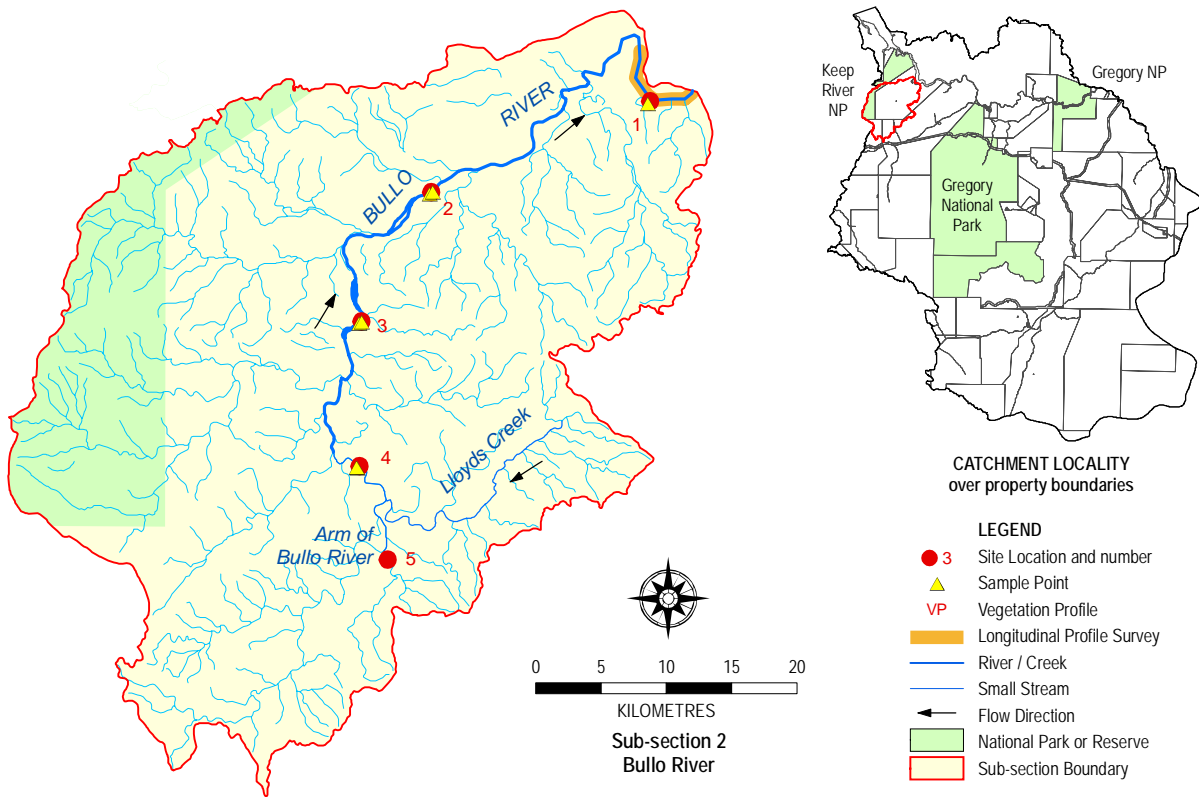 RIVER
BULLO
1
2
3
4
Lloyds Creek
Arm of
Bullo River
5
0 5 10 15 20
KILOMETRES
Sub-section 2
Bullo River
Keep
River
NP
Gregory NP
Gregory
National
Park
CATCHMENT LOCALITY
over property boundaries
LEGEND
3 Site Location and number
Sample Point
VP Vegetation Profile
Longitudinal Profile Survey
River / Creek
Small Stream
Flow Direction
National Park or Reserve
Sub-section Boundary